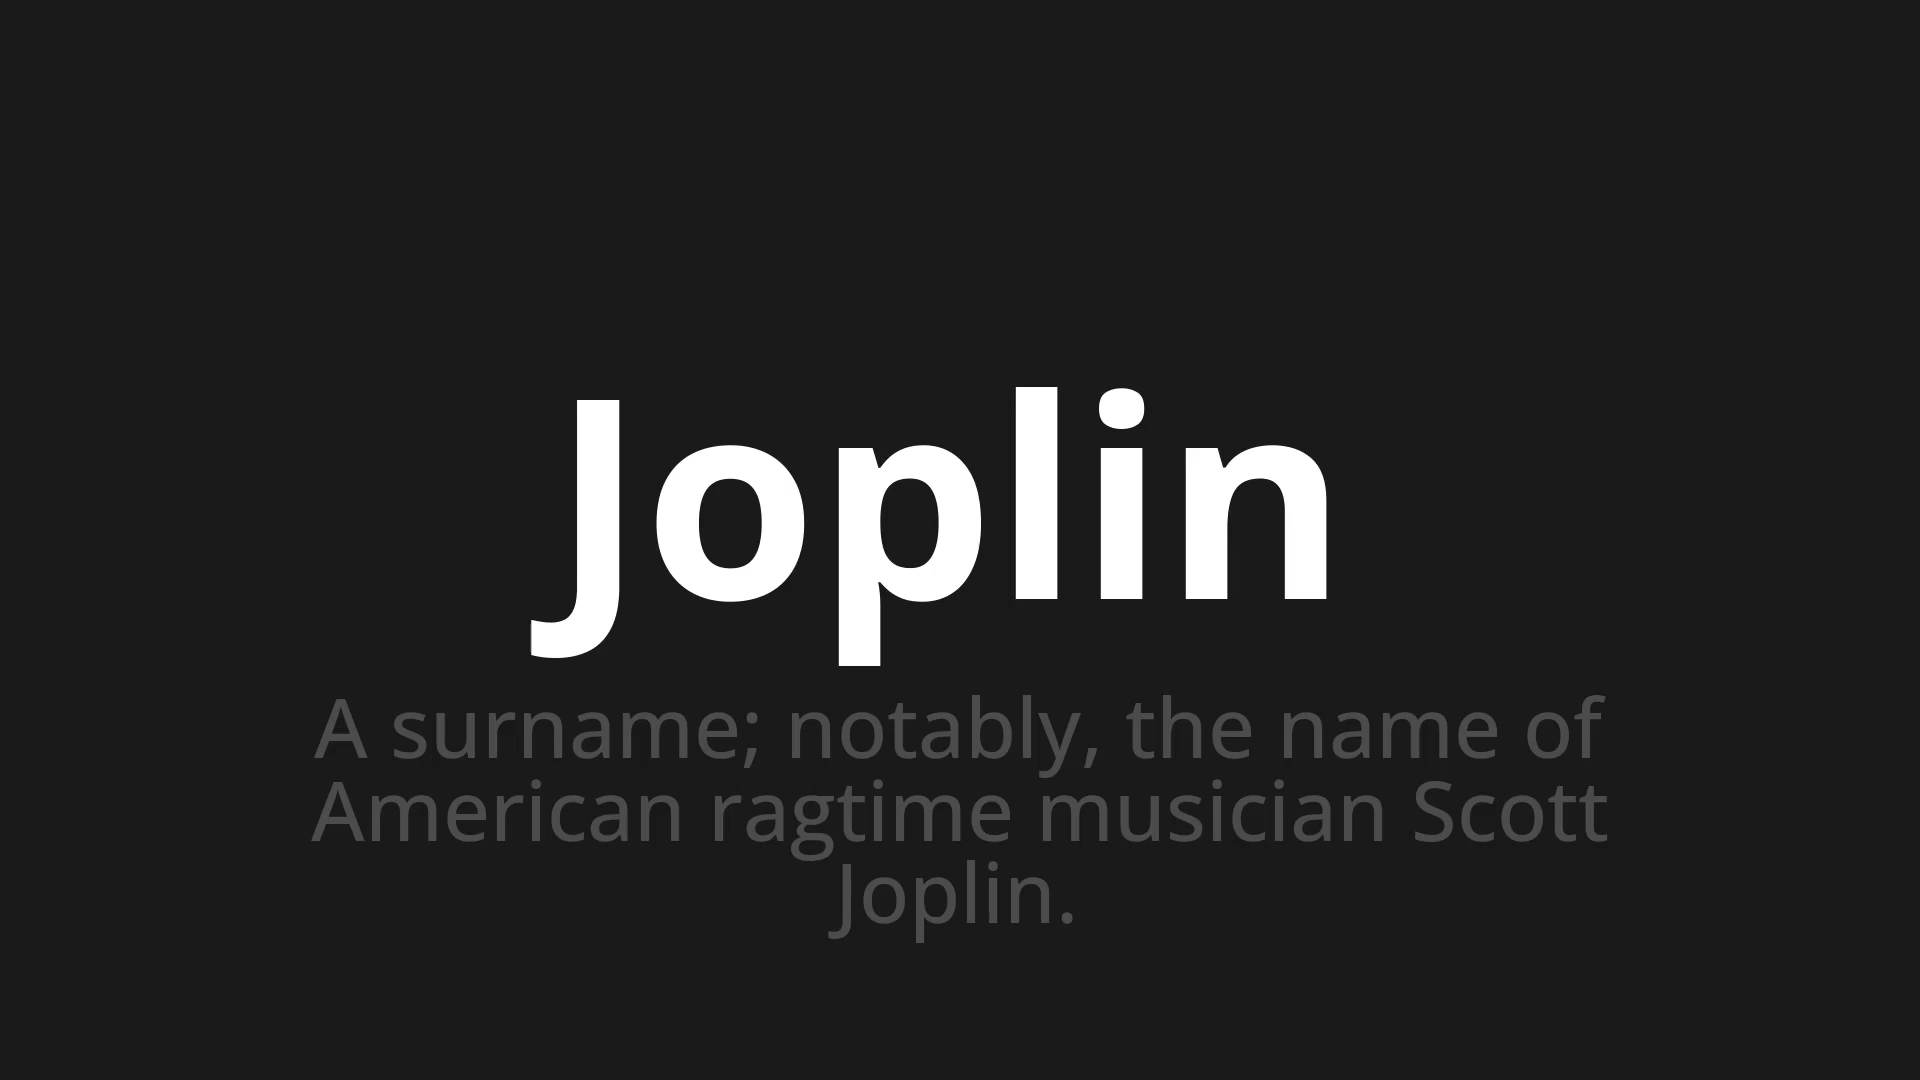 Joplin
A surname; notably, the name of
American ragtime musician Scott
Joplin.